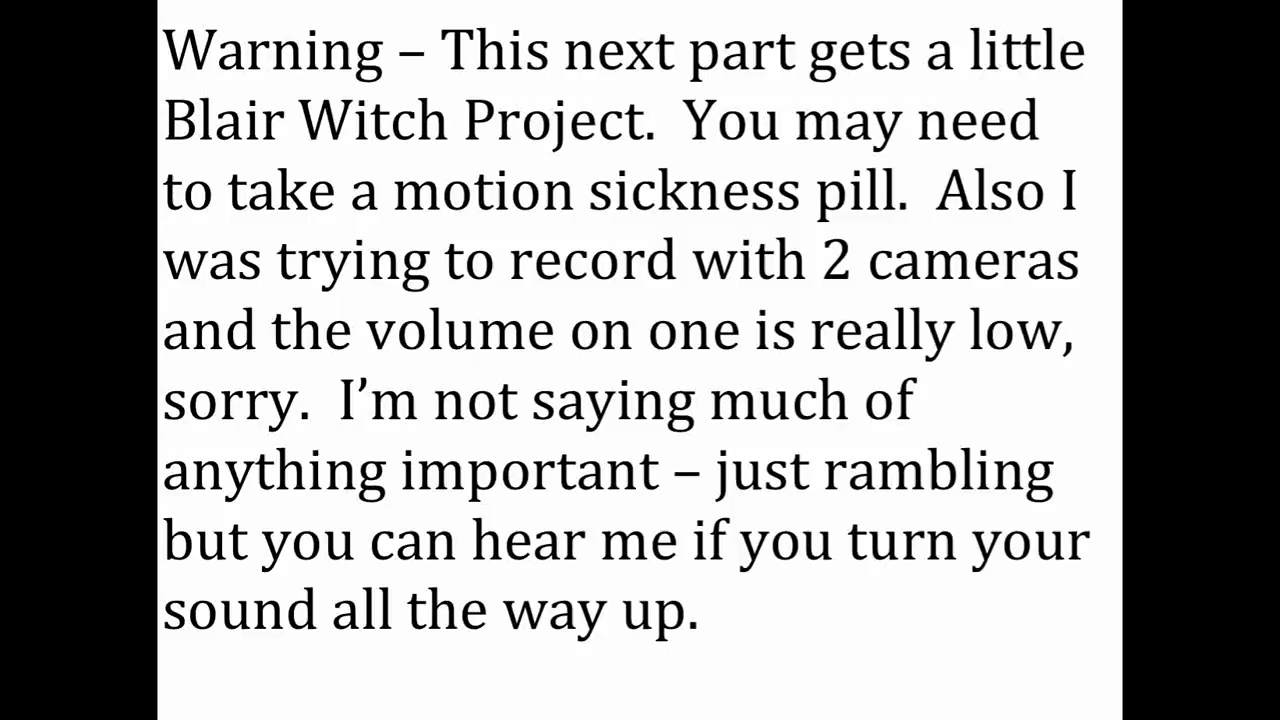 Warning – This next part gets a little
Blair Witch Project.  You may need
to take a motion sickness pill.  Also I
was trying to record with 2 cameras
and the volume on one is really low,
sorry.  I’m not saying much of
anything important – just rambling
but you can hear me if you turn your
sound all the way up.